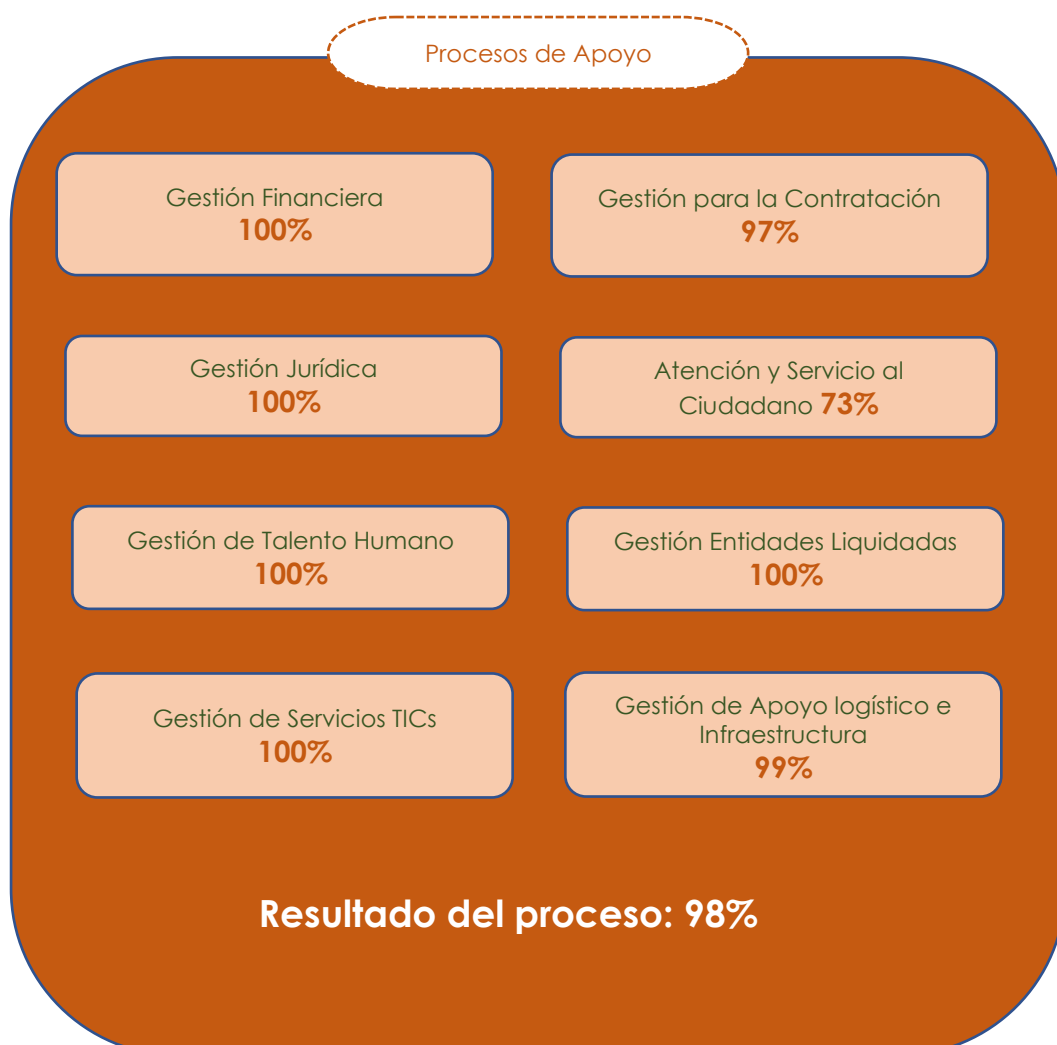 Procesos de Apoyo
Gestión Financiera
100%
Gestión para la Contratación
97%
Gestión Jurídica
100%
Atención y Servicio al
Ciudadano 73%
Gestión de Talento Humano
100%
Gestión Entidades Liquidadas
100%
Gestión de Servicios TICs
100%
Gestión de Apoyo logístico e
Infraestructura
99%
Resultado del proceso: 98%